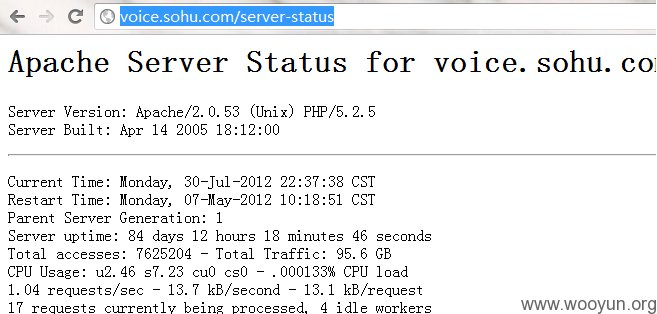 voice.sohu.com/server-status
Apache Server Status for voice.sohu.co
Server Version: Apache/2.0.53 (Unix) PHP/5.2.5
Server Built: Apr 14 2005 18:12:00
Current Time: Monday, 30-Jul-2012 22:37:38 CST
Restart Time: Monday, 07-May-2012 10:18:51 CST
Parent Server Generation: 1
Server uptime: 84 days 12 hours 18 minutes 46 seconds
Total accesses: 7625204 - Total Traffic: 95.6 GB
CPU Usage: u2.46 s7.23 cu0 cs0 - .000133% CPU load
1.04 requests/sec - 13.7 kB/second - 13.1 kB/request
17 requests currently being processed, 4 idle workers
www.wooyun.org